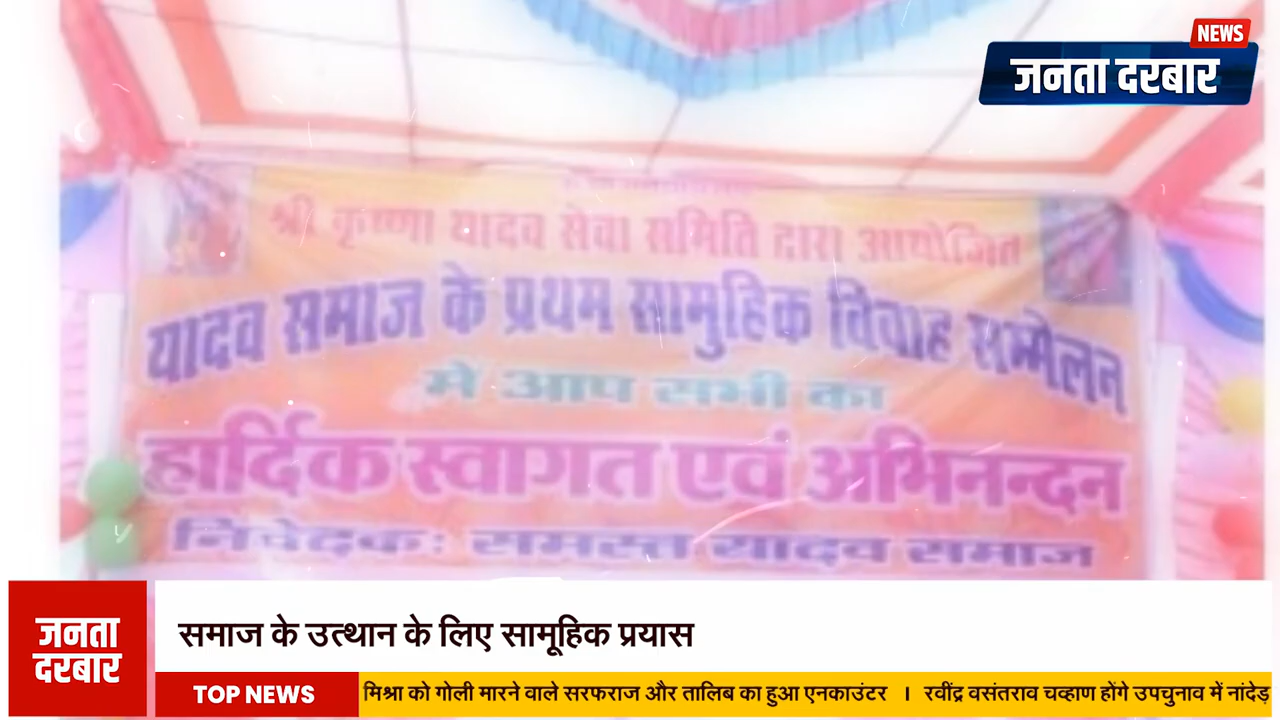 NEWS
जनता दरबार
श्री कृष्णा यादव सेवा समिति द्वारा आयोजित
यादव समाज के प्रथम सामुहिक विवाह सम्मेलन
मे आप सभी का
हार्दिक स्वागत एवं अभिनन्दन
निवेदक: समस्त यादव समाज
जनता
दरबार
समाज के उत्थान के लिए सामूहिक प्रयास
TOP NEWS
मिश्रा को गोली मारने वाले सरफराज और तालिब का हुआ एनकाउंटर । रवींद्र वसंतराव चव्हाण होंगे उपचुनाव में नांदेड़